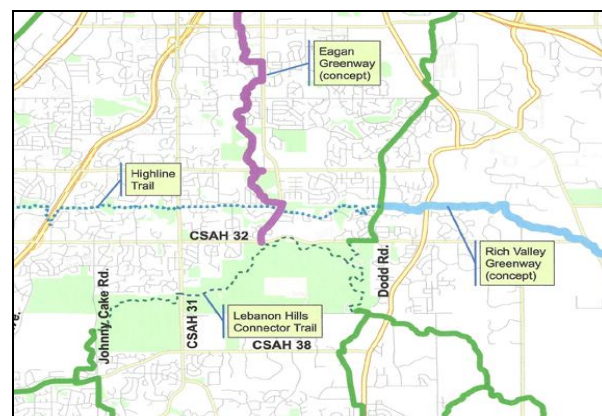 Eagan
Greenway
(concept)
Highline
Trail
CSAH 32
Rich Valley
Greenway
(concept)
Dodd Rd.
Johnny Cake Rd.
CSAH 31
Lebanon Hills
Connector Trail
CSAH 38